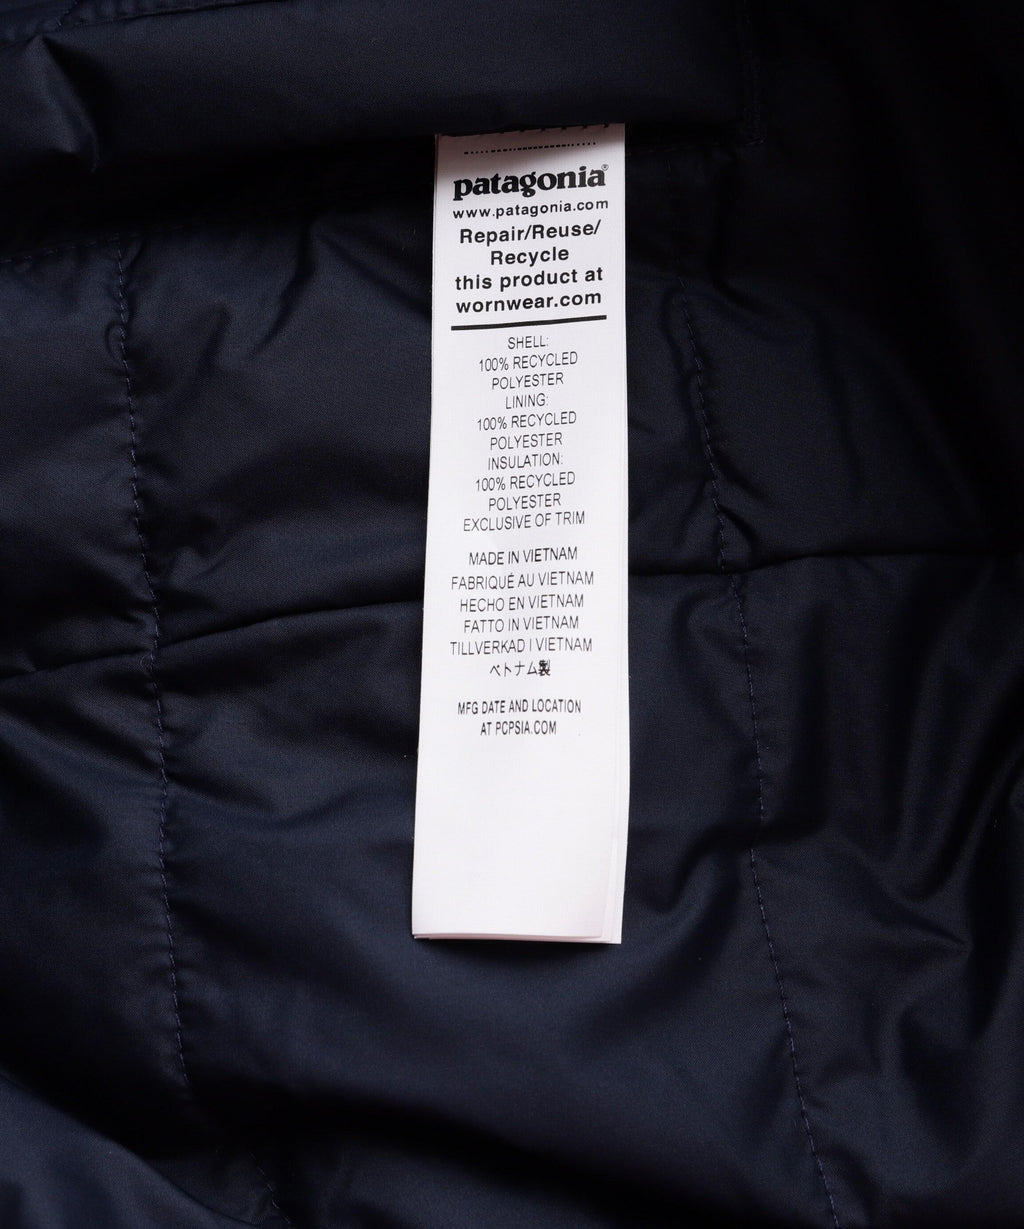 patagonia®
www.patagonia.com
Repair/Reuse/
Recycle
this product at
wornwear.com
SHELL:
100% RECYCLED
POLYESTER
LINING:
100% RECYCLED
POLYESTER
INSULATION:
100% RECYCLED
POLYESTER
EXCLUSIVE OF TRIM
MADE IN VIETNAM
FABRIQUÉ AU VIETNAM
HECHO EN VIETNAM
FATTO IN VIETNAM
TILLVERKAD I VIETNAM
ベトナム製
MFG DATE AND LOCATION
AT PCPSIA.COM